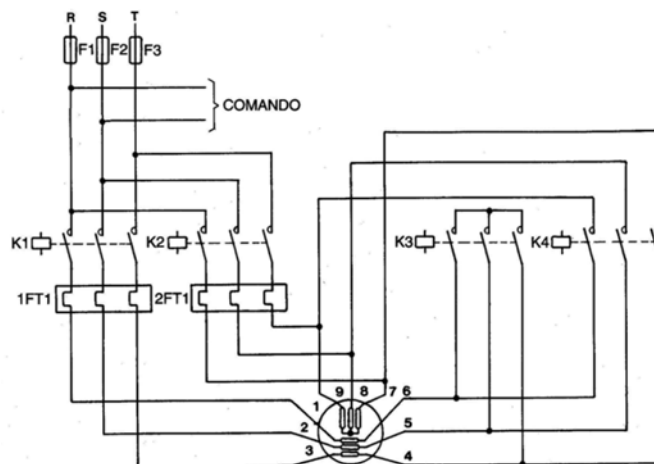 R S T
F1 F2 F3
COMANDO
K1 K2 K3 K4
1FT1 2FT1
9 8 7 6
1
2 5
3 4